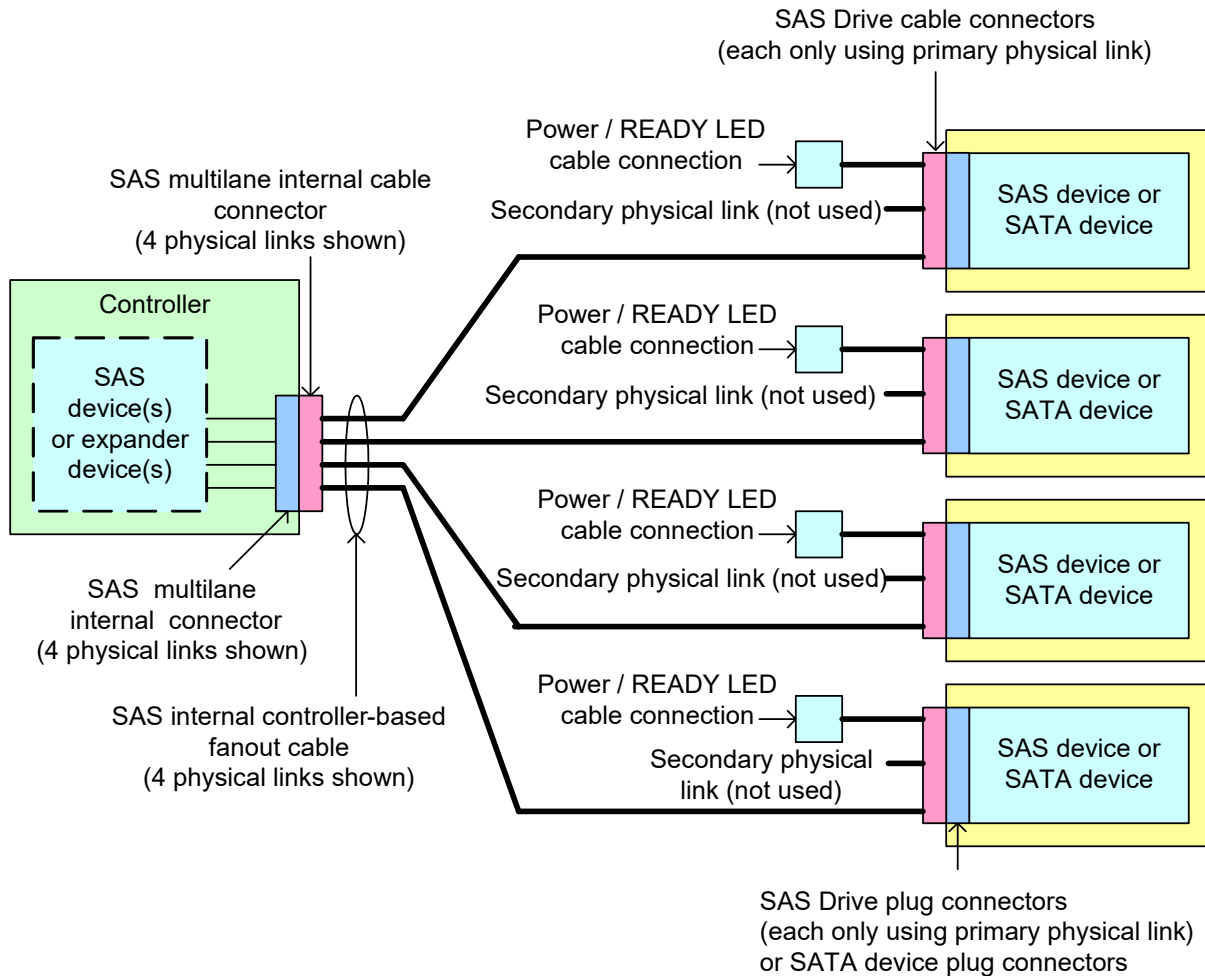 SAS Drive cable connectors
(each only using primary physical link)
Power / READY LED
cable connection
SAS multilane internal cable
connector
(4 physical links shown)
Secondary physical link (not used)
SAS device or
SATA device
Controller
SAS
device(s)
or expander
device(s)
Power / READY LED
cable connection
Secondary physical link (not used)
SAS device or
SATA device
Power / READY LED
cable connection
Secondary physical link (not used)
SAS device or
SATA device
SAS multilane
internal connector
(4 physical links shown)
SAS internal controller-based
fanout cable
(4 physical links shown)
Power / READY LED
cable connection
Secondary physical
link (not used)
SAS device or
SATA device
SAS Drive plug connectors
(each only using primary physical link)
or SATA device plug connectors